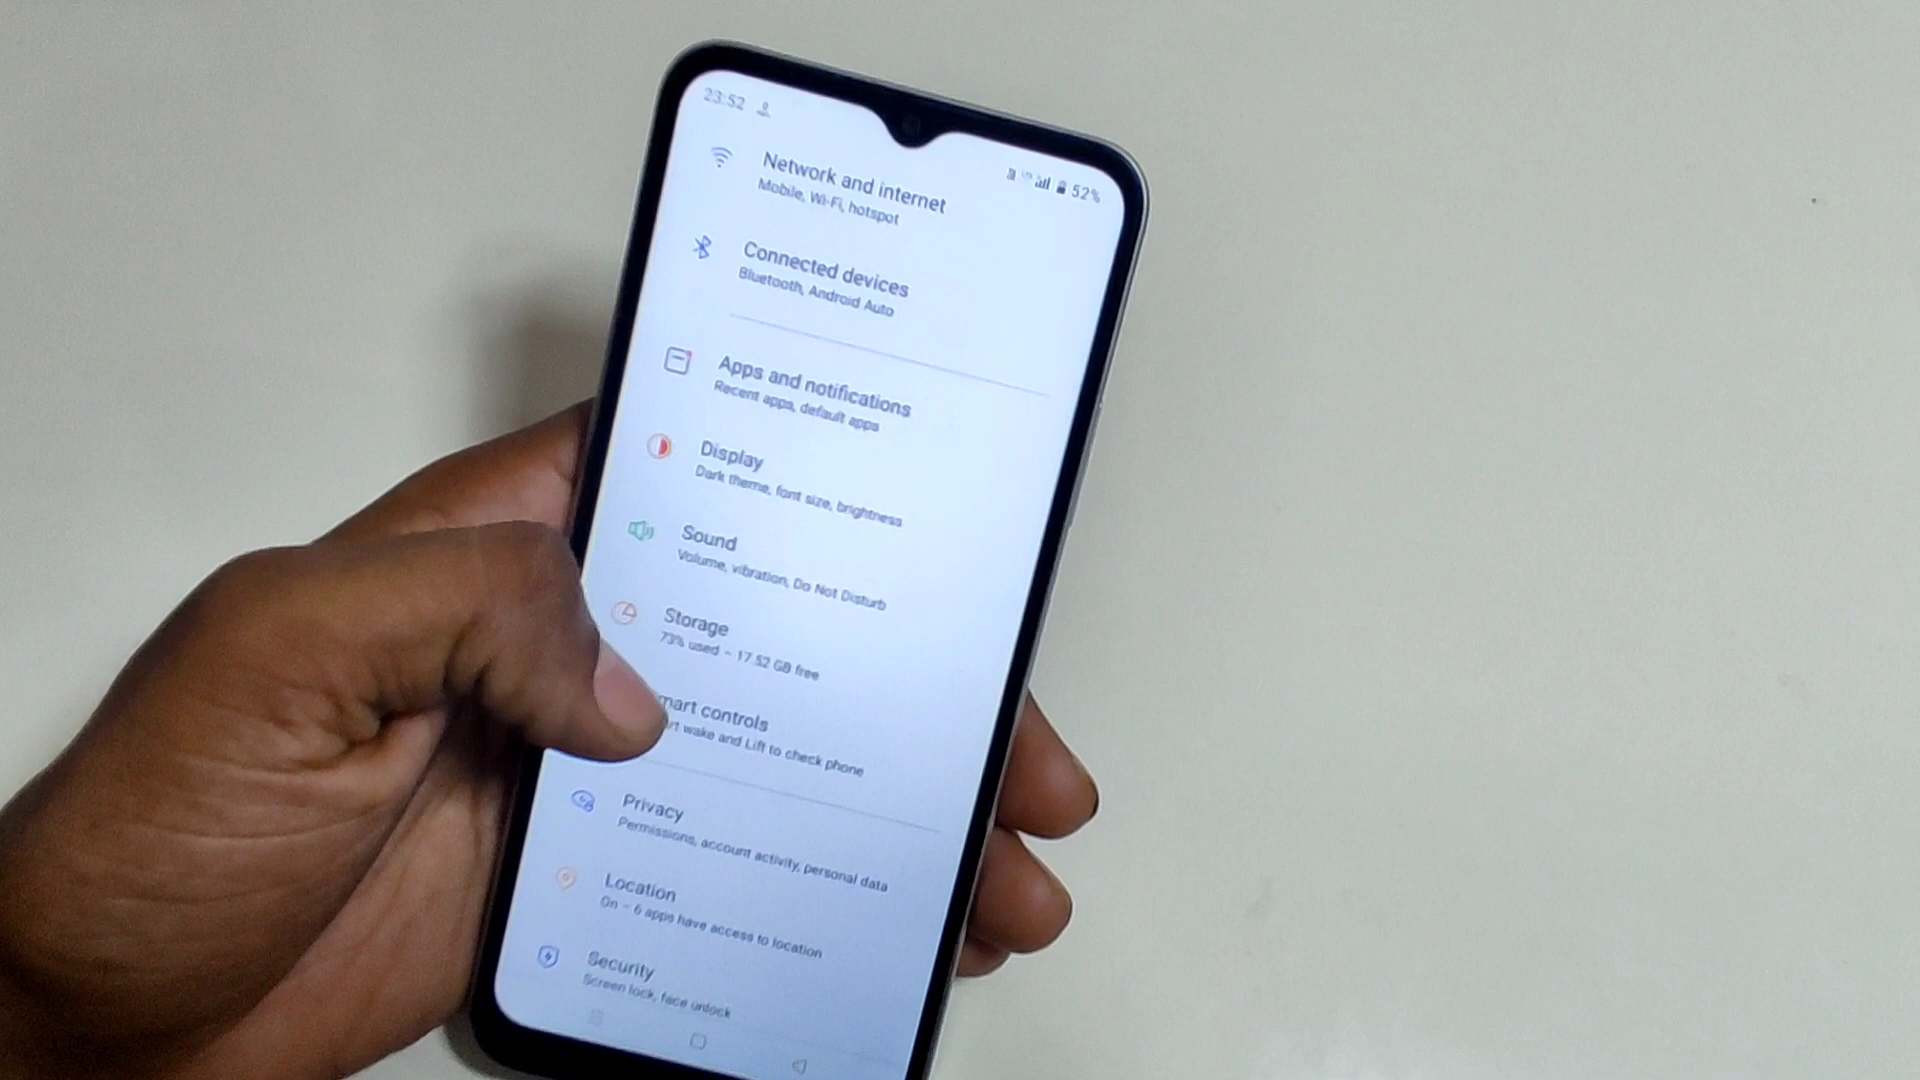 23:52
52%
Network and internet
Mobile, Wi-Fi, hotspot
Connected devices
Bluetooth, Android Auto
Apps and notifications
Recent apps, default apps
Display
Dark theme, font size, brightness
Sound
Volume, vibration, Do Not Disturb
Storage
73% used - 17.52 GB free
mart controls
wake and Lift to check phone
Privacy
Permissions, account activity, personal data
Location
On - 6 apps have access to location
Security
Screen lock, face unlock